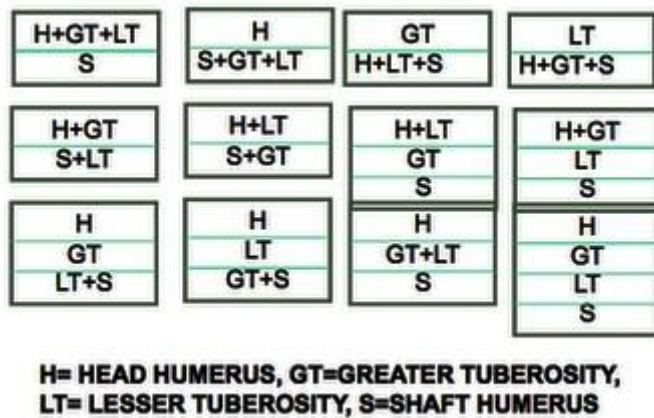 H+GT+LT
S
H
S+GT+LT
GT
H+LT+S
LT
H+GT+S
H+GT
S+LT
H+LT
S+GT
H+LT
GT
S
H+GT
LT
S
H
GT
LT+S
H
LT
GT+S
H
GT+LT
S
H
GT
LT
S
H= HEAD HUMERUS, GT=GREATER TUBEROSITY,
LT= LESSER TUBEROSITY, S=SHAFT HUMERUS